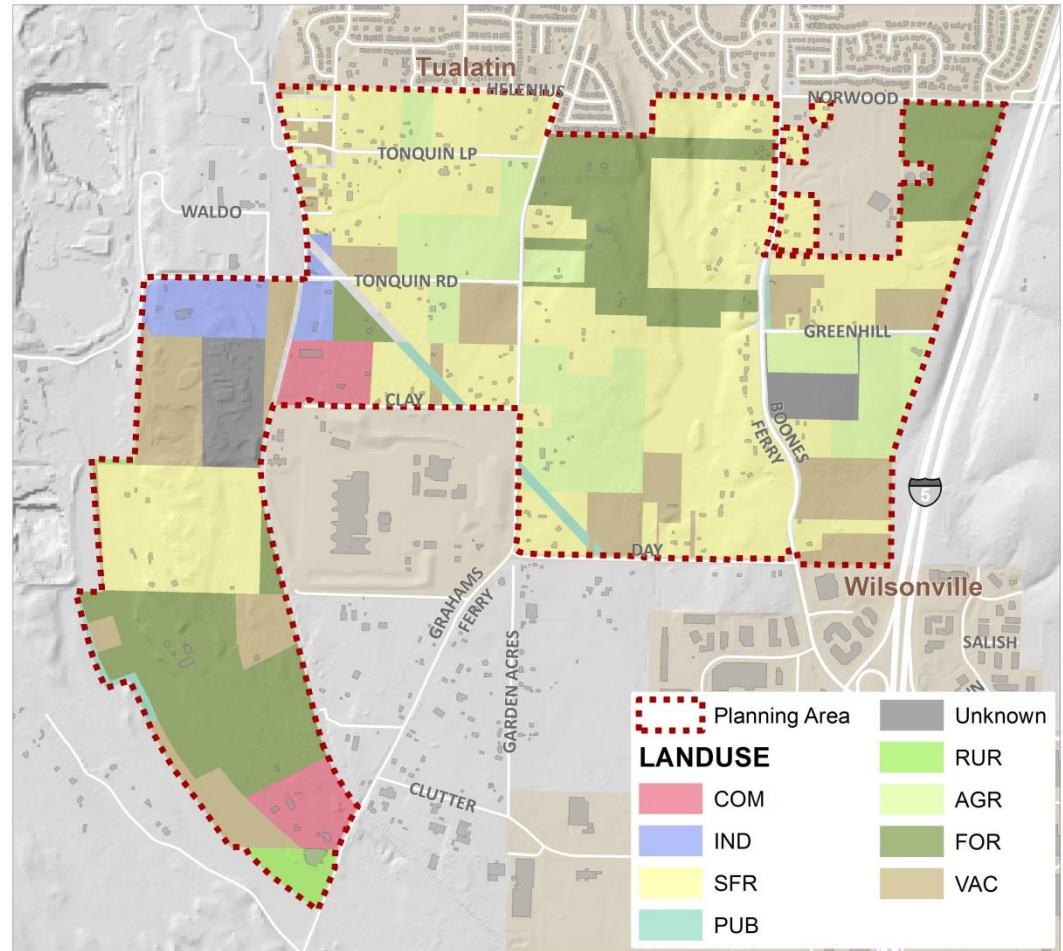 Tualatin
HELENIUS
NORWOOD
TONQUIN LP
WALDO
TONQUIN RD
GREENHILL
CLAY
BOONES
FERRY
5
DAY
Wilsonville
GRAHAMS
FERRY
GARDEN ACRES
SALISH
CLUTTER
Planning Area
LANDUSE
COM
IND
SFR
PUB
Unknown
RUR
AGR
FOR
VAC